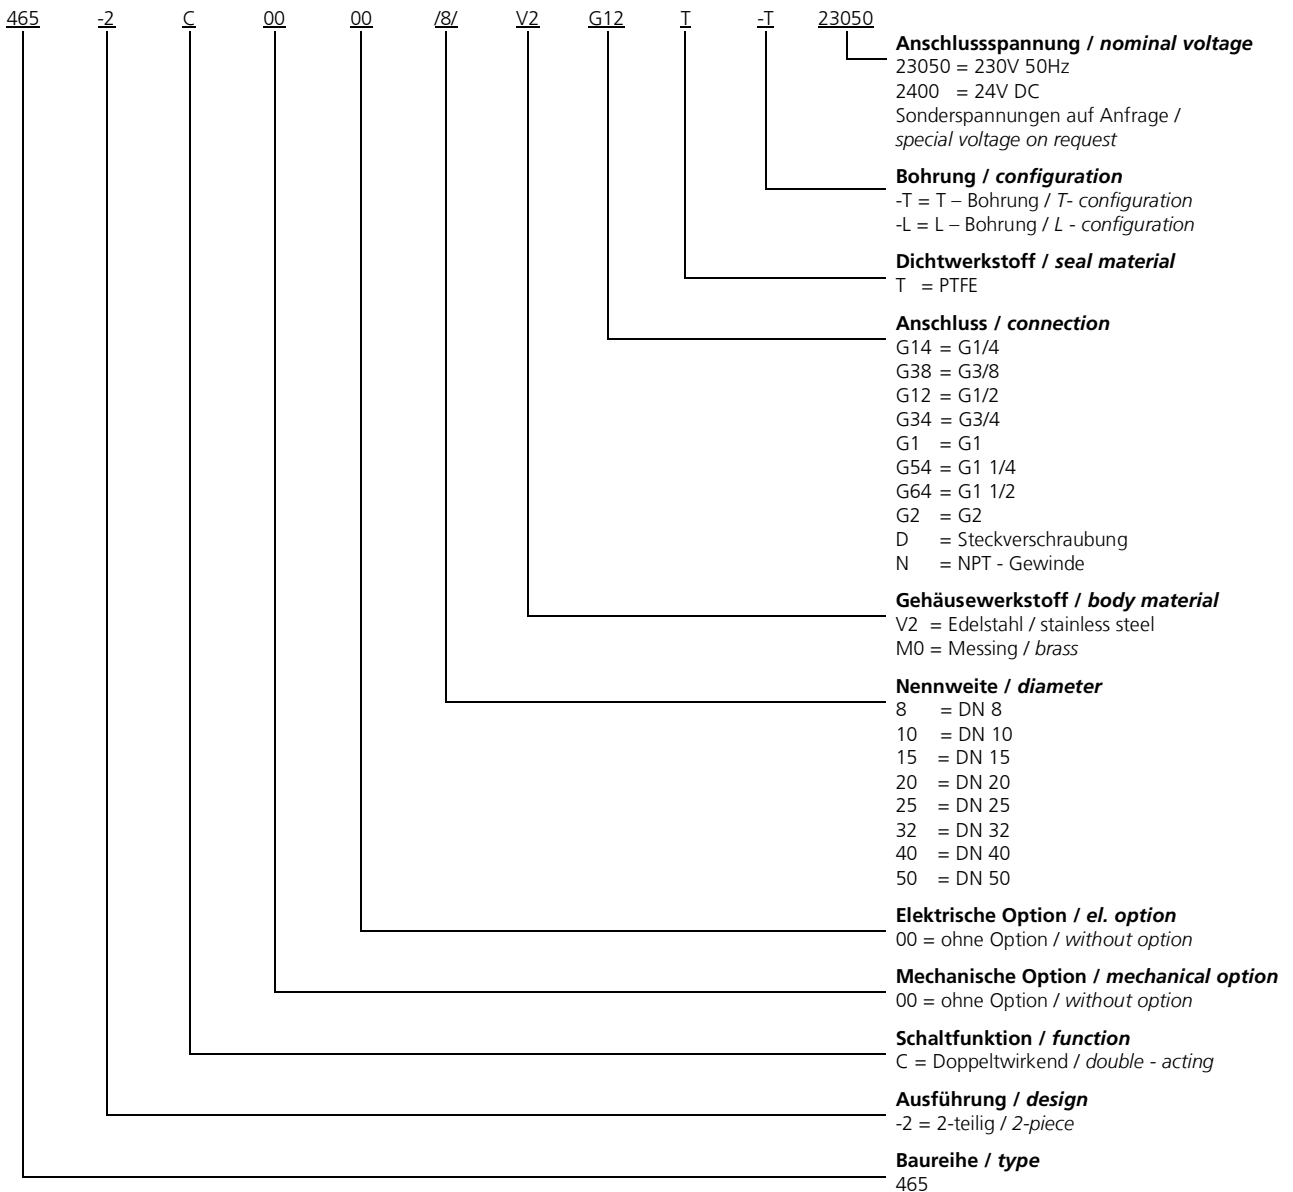 465 -2 C 00 00 /8/ V2 G12 T -T 23050
Anschlussspannung / nominal voltage
23050 = 230V 50Hz
2400 = 24V DC
Sonderspannungen auf Anfrage /
special voltage on request
Bohrung / configuration
-T = T – Bohrung / T- configuration
-L = L – Bohrung / L - configuration
Dichtwerkstoff / seal material
T = PTFE
Anschluss / connection
G14 = G1/4
G38 = G3/8
G12 = G1/2
G34 = G3/4
G1 = G1
G54 = G1 1/4
G64 = G1 1/2
G2 = G2
D = Steckverschraubung
N = NPT - Gewinde
Gehäusewerkstoff / body material
V2 = Edelstahl / stainless steel
M0 = Messing / brass
Nennweite / diameter
8 = DN 8
10 = DN 10
15 = DN 15
20 = DN 20
25 = DN 25
32 = DN 32
40 = DN 40
50 = DN 50
Elektrische Option / el. option
00 = ohne Option / without option
Mechanische Option / mechanical option
00 = ohne Option / without option
Schaltfunktion / function
C = Doppeltwirkend / double - acting
Ausführung / design
-2 = 2-teilig / 2-piece
Baureihe / type
465